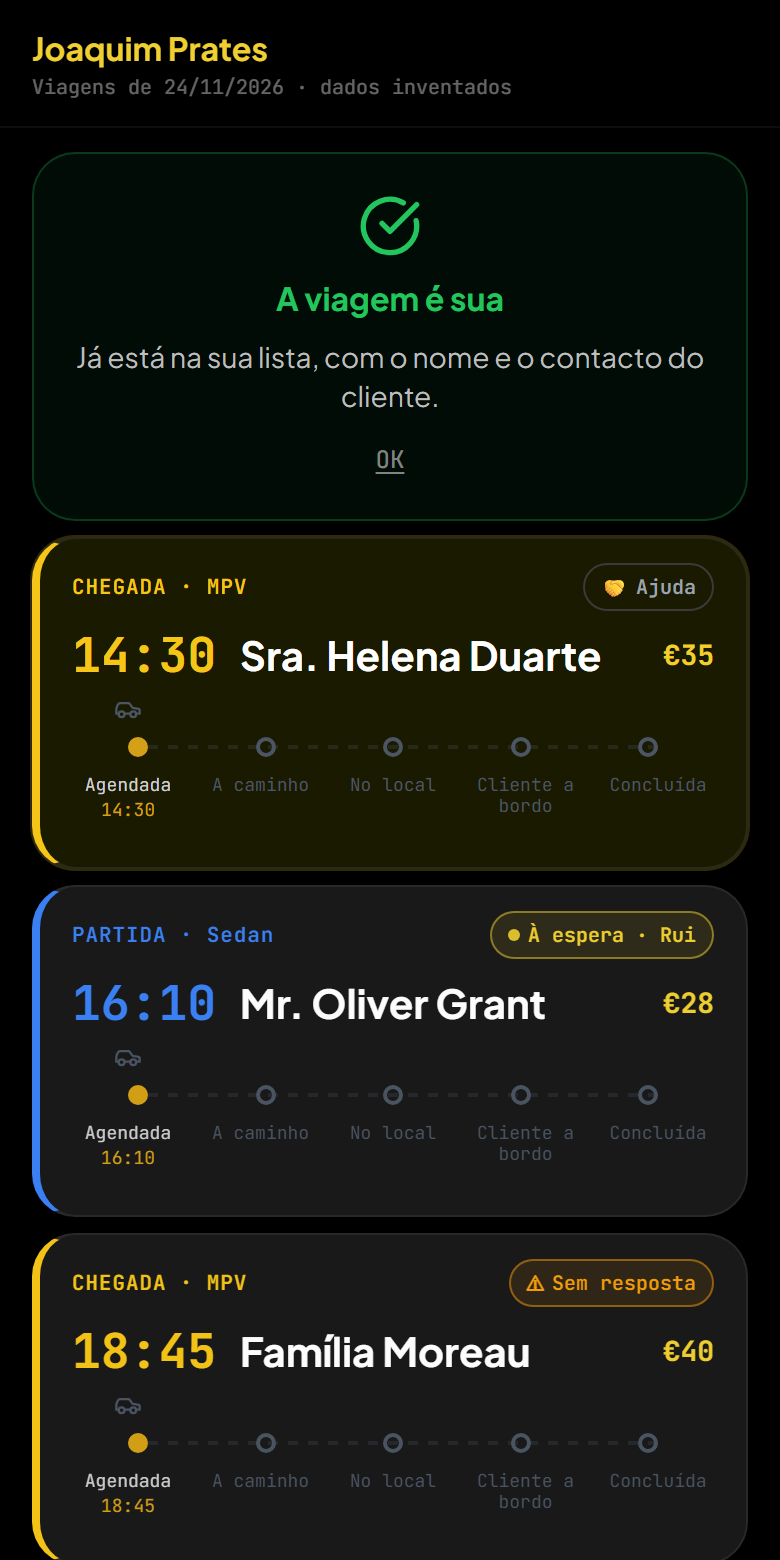 Joaquim Prates
Viagens de 24/11/2026 · dados inventados
A viagem é sua
Já está na sua lista, com o nome e o contacto do
cliente.
OK
CHEGADA · MPV
🤝 Ajuda
14:30 Sra. Helena Duarte €35
Agendada A caminho No local Cliente a Concluída
14:30 bordo
PARTIDA · Sedan
À espera · Rui
16:10 Mr. Oliver Grant €28
Agendada A caminho No local Cliente a Concluída
16:10 bordo
CHEGADA · MPV
⚠ Sem resposta
18:45 Família Moreau €40
Agendada A caminho No local Cliente a Concluída
18:45 bordo